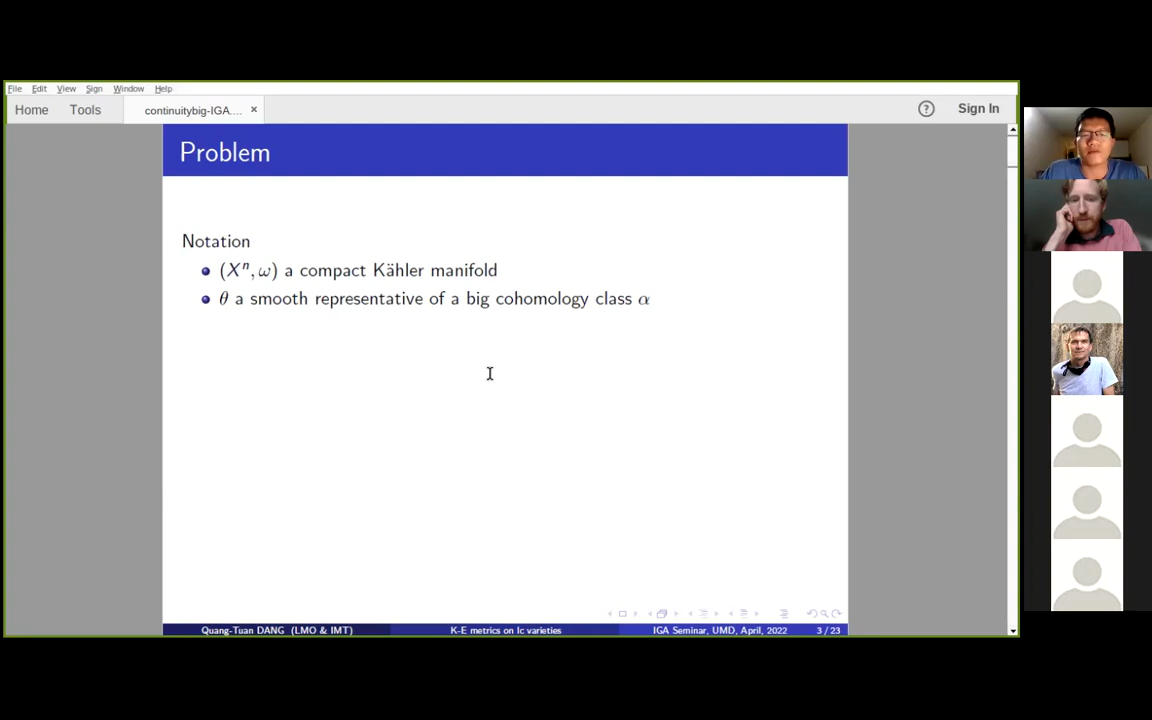 File Edit View Sign Window Help
Home Tools continuitybig-IGA.... × ? Sign In
Problem
Notation
(Xⁿ, ω) a compact Kähler manifold
θ a smooth representative of a big cohomology class α
Quang-Tuan DANG (LMO & IMT) K-E metrics on lc varieties IGA Seminar, UMD, April, 2022 3 / 23